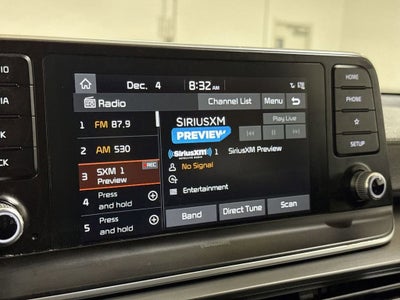 Dec. 4 8:32 AM
Radio Channel List Menu
1 FM 87.9
2 AM 530
3 SXM 1 REC
Preview
4 Press
and hold
5 Press
and hold
SIRIUSXM
PREVIEW
Play Live
SiriusXM 1 SiriusXM Preview
No Signal
Entertainment
Band Direct Tune Scan
HOME
PHONE
SETUP